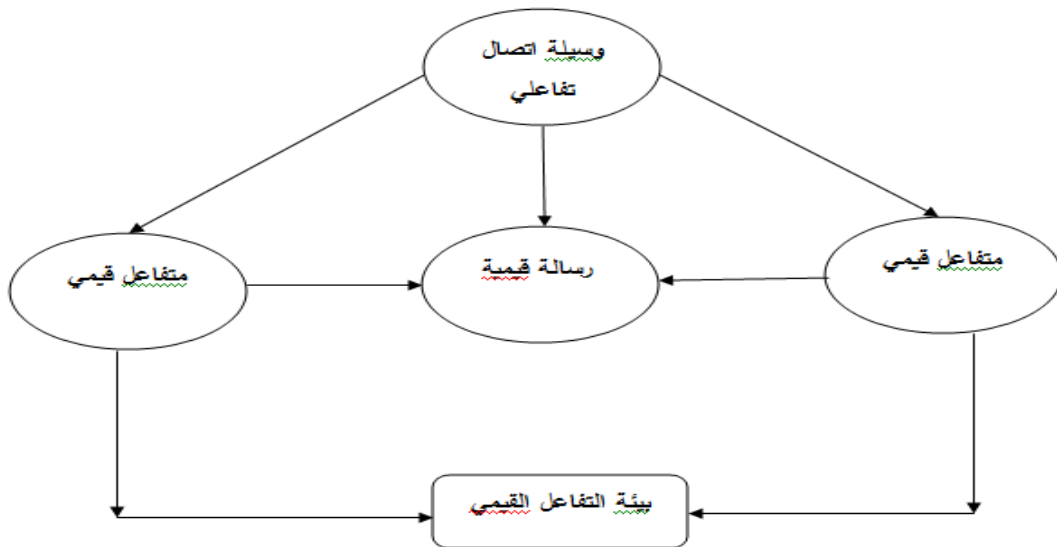 وسيلة اتصال
تفاعلي
متفاعل قيمي
رسالة قيمية
متفاعل قيمي
بيئة التفاعل القيمي